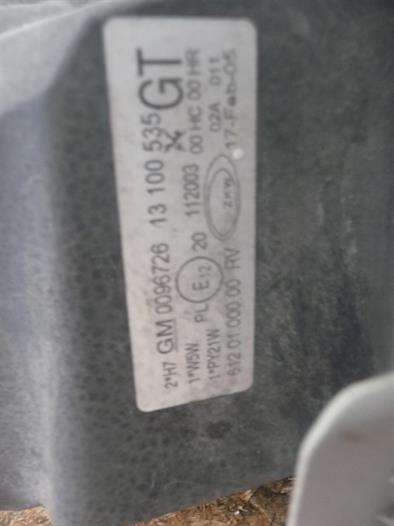 2*H7 GM 0096726 13 100 535 GT
1*W5W PL E12 20 112003 00 HC 00 HR
1*PY21W 02A 011
612 01 000 00 RV ZKW 17-Feb-05